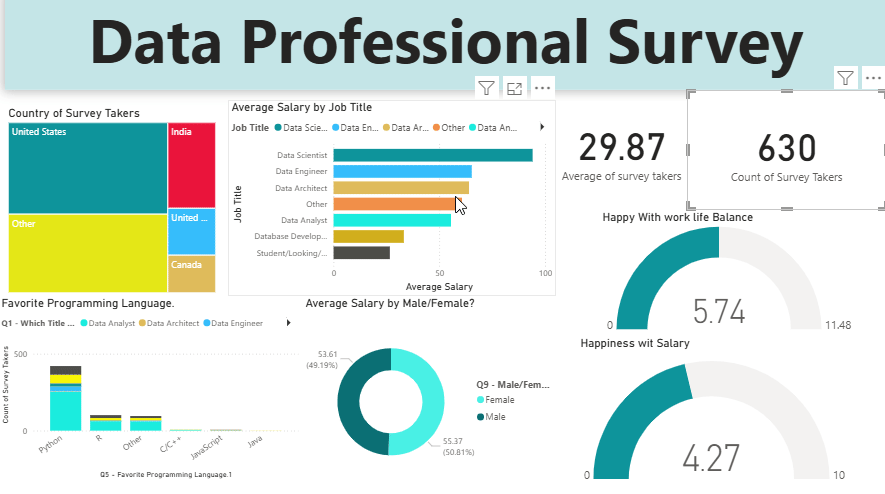 Data Professional Survey
Country of Survey Takers
United States
India
Other
United ...
Canada
Average Salary by Job Title
Job Title Data Scie... Data En... Data Ar... Other Data An...
Data Scientist
Data Engineer
Data Architect
Other
Data Analyst
Database Develop...
Student/Looking/...
Job Title
0 50 100
Average Salary
29.87
Average of survey takers
630
Count of Survey Takers
Happy With work life Balance
5.74
0 11.48
Favorite Programming Language.
Q1 - Which Title ... Data Analyst Data Architect Data Engineer
Count of Survey Takers
500
0
Python R Other C/C++ JavaScript Java
Q5 - Favorite Programming Language.1
Average Salary by Male/Female?
53.61
(49.19%)
55.37
(50.81%)
Q9 - Male/Fem...
Female
Male
Happiness wit Salary
4.27
0 10